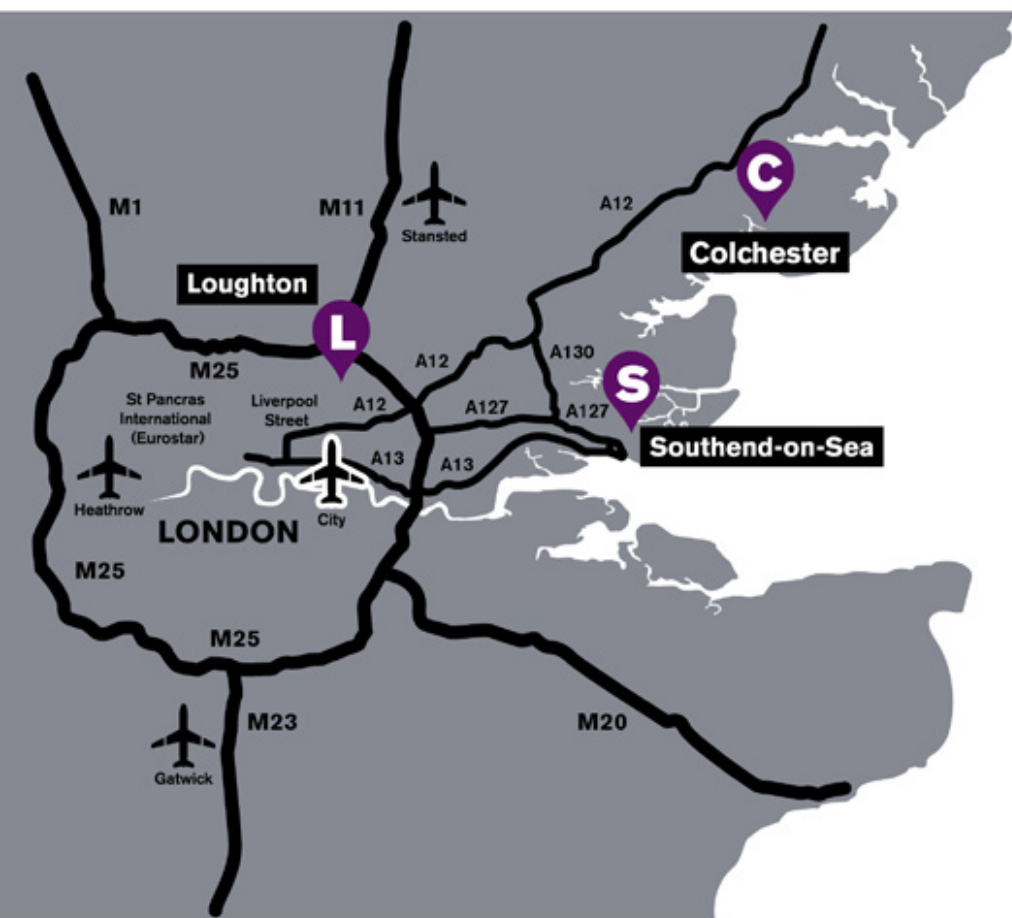 M1
M11
Stansted
A12
C
Colchester
Loughton
L
M25
A12
A130
S
St Pancras
International
(Eurostar)
Liverpool
Street
A12
A127
A127
Southend-on-Sea
A13
A13
Heathrow
City
LONDON
M25
M25
M23
M20
Gatwick